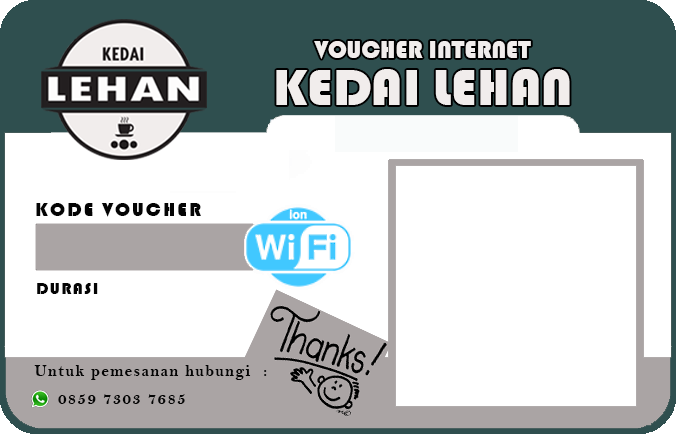 KEDAI
LEHAN
VOUCHER INTERNET
KEDAI LEHAN
KODE VOUCHER
Ion
WiFi
DURASI
Thanks!
Untuk pemesanan hubungi :
0859 7303 7685